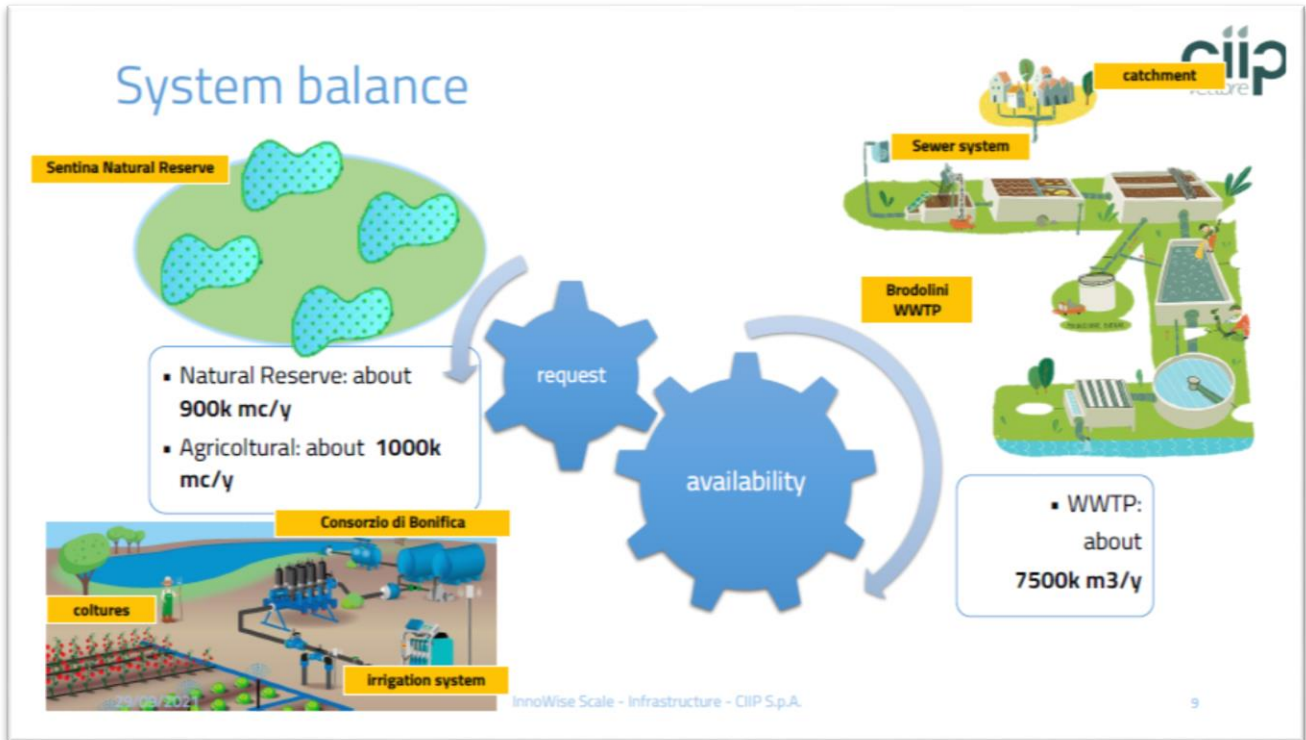 System balance
ciip
catchment
Sewer system
Sentina Natural Reserve
Brodolini
WWTP
request
▪ Natural Reserve: about
900k mc/y
▪ Agricoltural: about 1000k
mc/y
availability
▪ WWTP:
about
7500k m3/y
Consorzio di Bonifica
coltures
irrigation system
InnoWise Scale - Infrastructure - CIIP S.p.A.
9